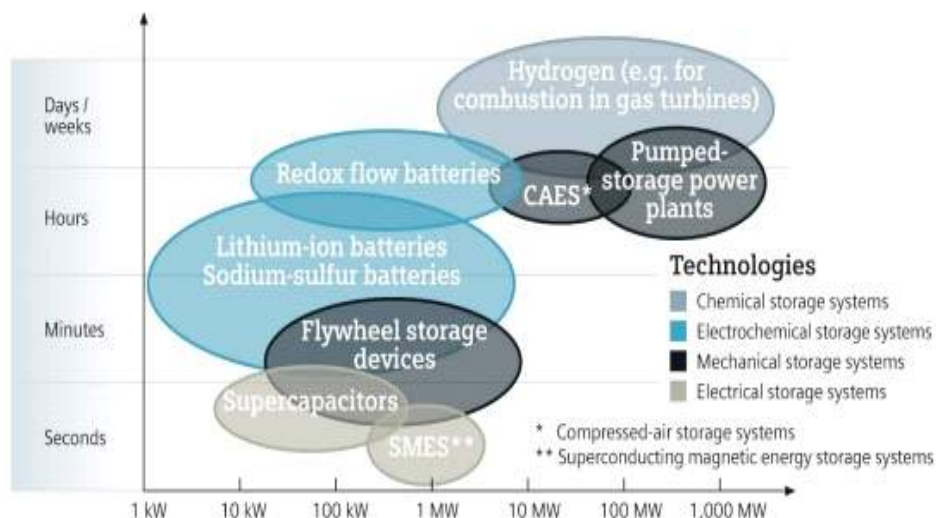 Days /
weeks
Hours
Minutes
Seconds
Hydrogen (e.g. for
combustion in gas turbines)
Redox flow batteries
CAES*
Pumped-
storage power
plants
Lithium-ion batteries
Sodium-sulfur batteries
Flywheel storage
devices
Supercapacitors
SMES**
Technologies
Chemical storage systems
Electrochemical storage systems
Mechanical storage systems
Electrical storage systems
* Compressed-air storage systems
** Superconducting magnetic energy storage systems
1 kW 10 kW 100 kW 1 MW 10 MW 100 MW 1,000 MW